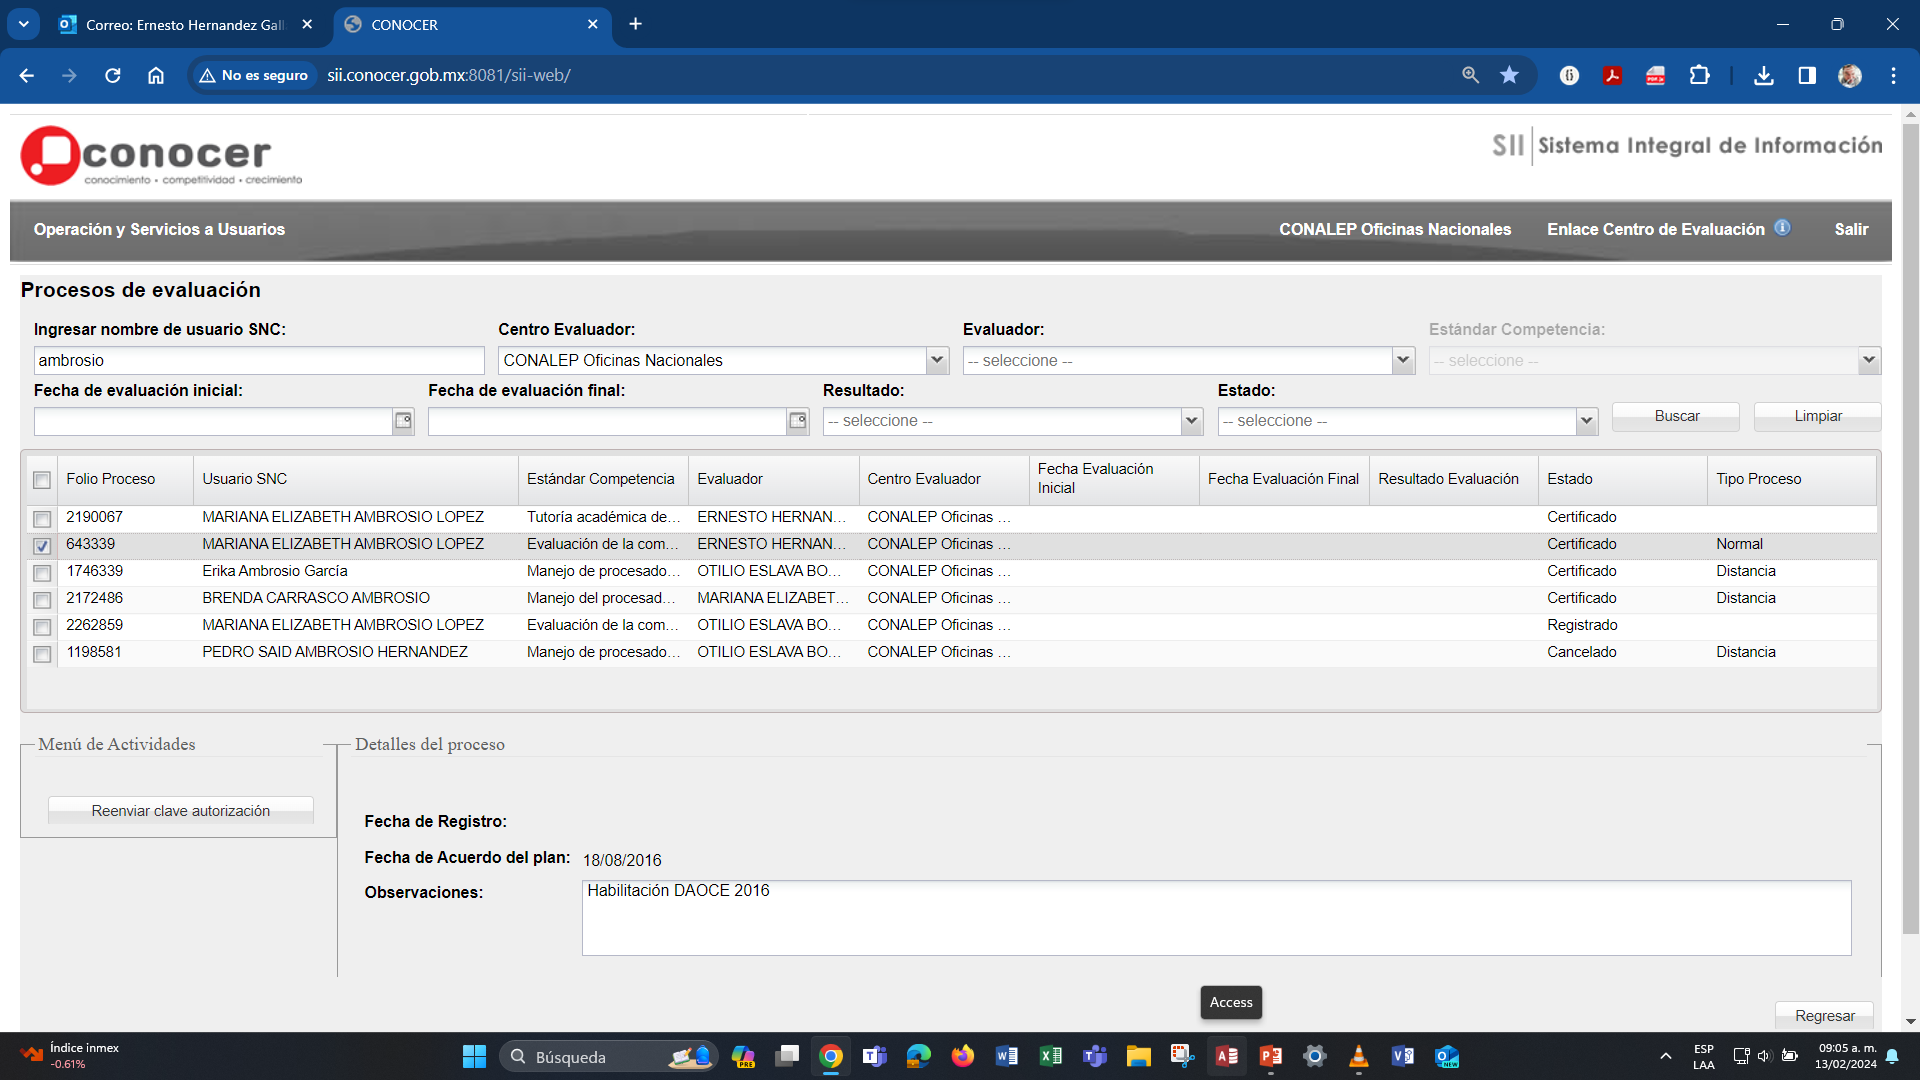 Correo: Ernesto Hernandez Gall
CONOCER
No es seguro
sii.conocer.gob.mx:8081/sii-web/
conocer
conocimiento • competitividad • crecimiento
SII Sistema Integral de Información
Operación y Servicios a Usuarios
CONALEP Oficinas Nacionales
Enlace Centro de Evaluación
Salir
Procesos de evaluación
Ingresar nombre de usuario SNC:
Centro Evaluador:
Evaluador:
Estándar Competencia:
ambrosio
CONALEP Oficinas Nacionales
-- seleccione --
-- seleccione --
Fecha de evaluación inicial:
Fecha de evaluación final:
Resultado:
Estado:
-- seleccione --
-- seleccione --
Buscar
Limpiar
Folio Proceso Usuario SNC Estándar Competencia Evaluador Centro Evaluador Fecha Evaluación Inicial Fecha Evaluación Final Resultado Evaluación Estado Tipo Proceso
2190067 MARIANA ELIZABETH AMBROSIO LOPEZ Tutoría académica de... ERNESTO HERNAN... CONALEP Oficinas ... Certificado
643339 MARIANA ELIZABETH AMBROSIO LOPEZ Evaluación de la com... ERNESTO HERNAN... CONALEP Oficinas ... Certificado Normal
1746339 Erika Ambrosio García Manejo de procesado... OTILIO ESLAVA BO... CONALEP Oficinas ... Certificado Distancia
2172486 BRENDA CARRASCO AMBROSIO Manejo del procesad... MARIANA ELIZABET... CONALEP Oficinas ... Certificado Distancia
2262859 MARIANA ELIZABETH AMBROSIO LOPEZ Evaluación de la com... OTILIO ESLAVA BO... CONALEP Oficinas ... Registrado
1198581 PEDRO SAID AMBROSIO HERNANDEZ Manejo de procesado... OTILIO ESLAVA BO... CONALEP Oficinas ... Cancelado Distancia
Menú de Actividades
Detalles del proceso
Reenviar clave autorización
Fecha de Registro:
Fecha de Acuerdo del plan: 18/08/2016
Observaciones: Habilitación DAOCE 2016
Access
Regresar
Índice inmex
-0.61%
Búsqueda
PRE
NEW
ESP
LAA
09:05 a. m.
13/02/2024